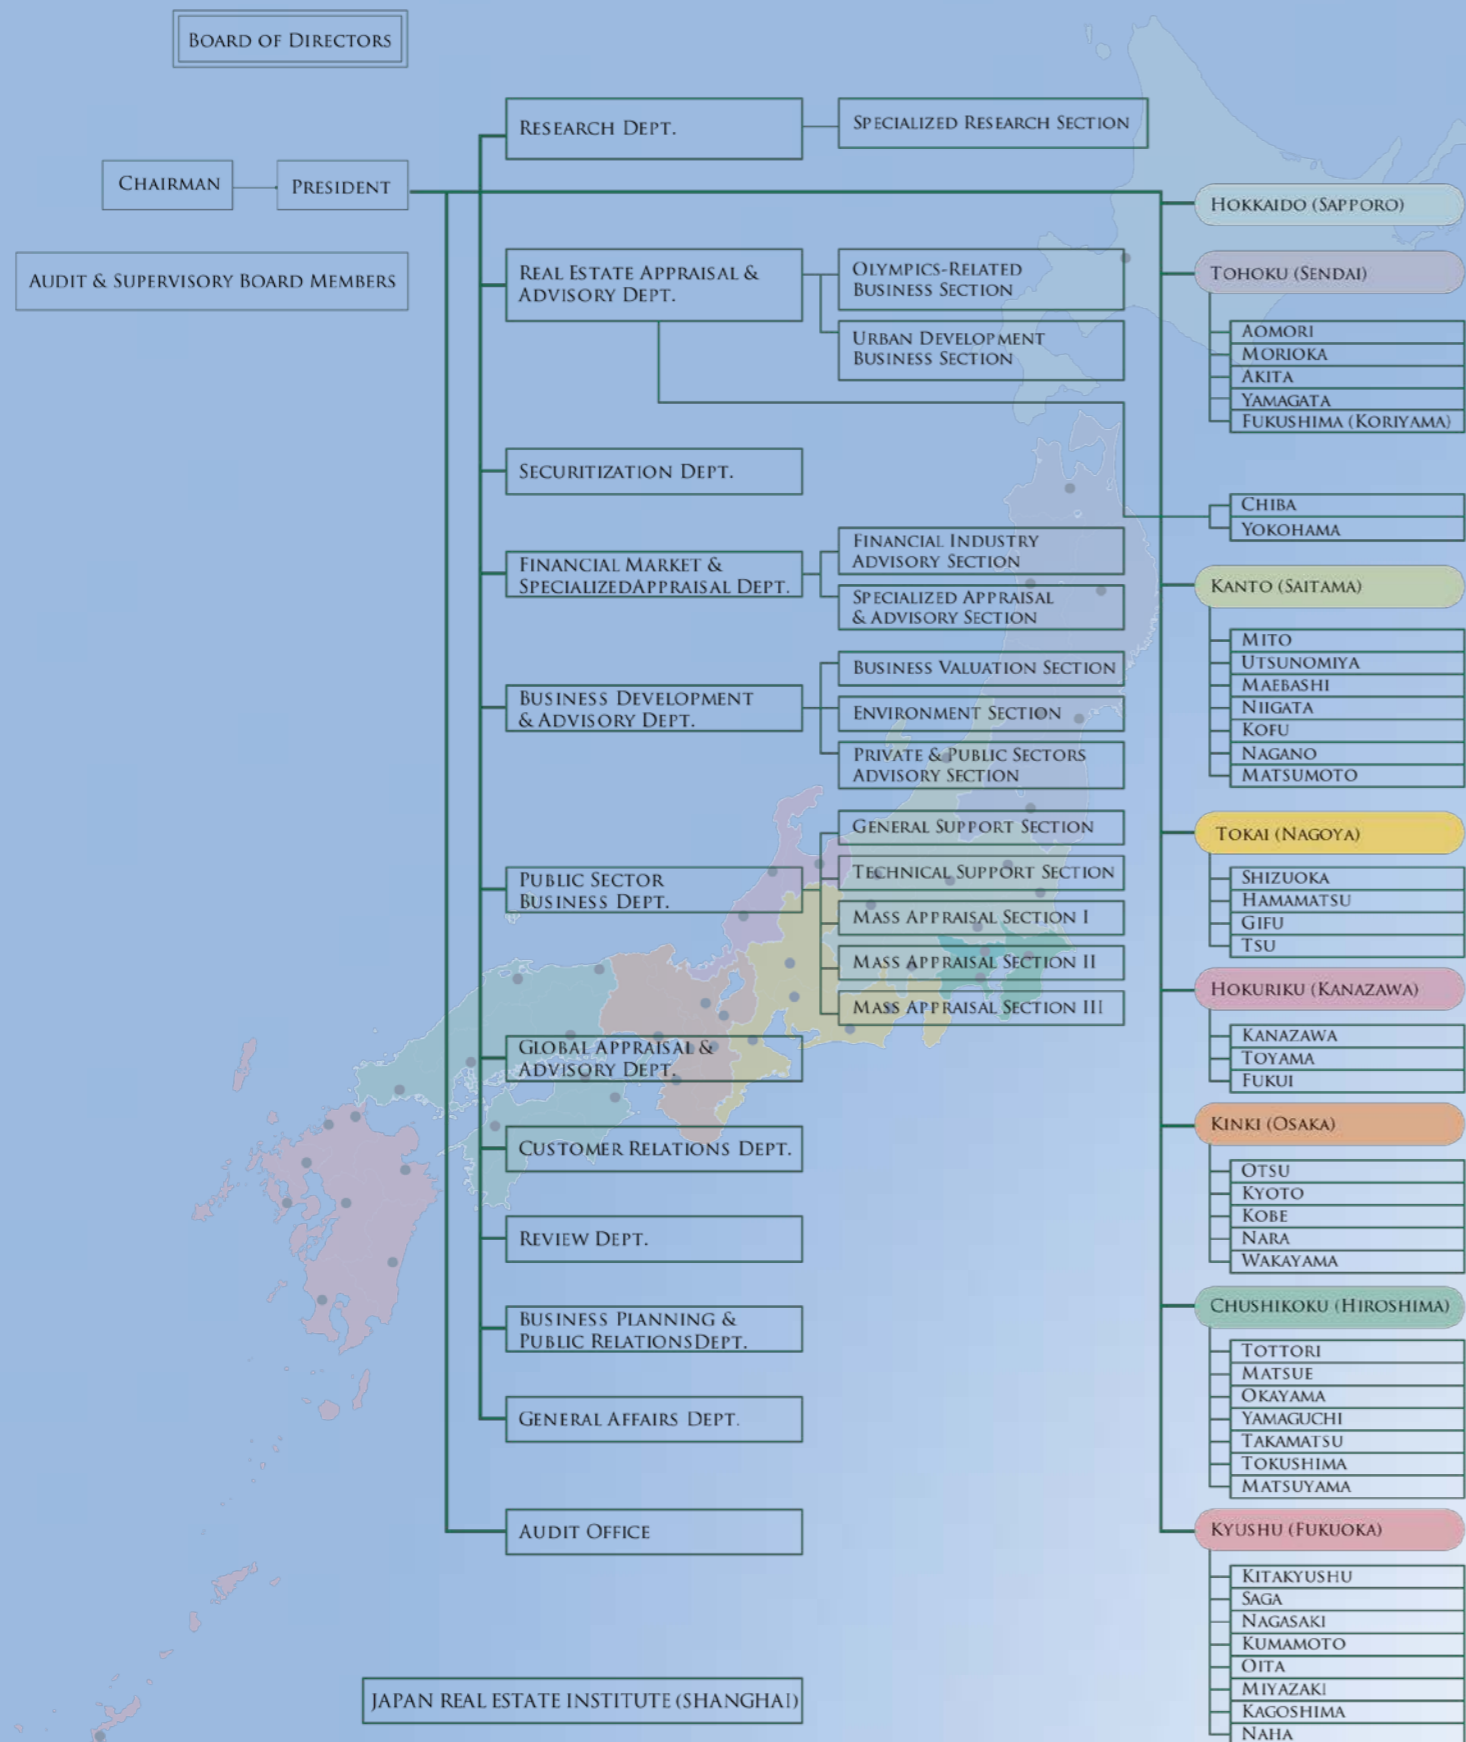 BOARD OF DIRECTORS
CHAIRMAN
PRESIDENT
AUDIT & SUPERVISORY BOARD MEMBERS
RESEARCH DEPT.
SPECIALIZED RESEARCH SECTION
REAL ESTATE APPRAISAL &
ADVISORY DEPT.
OLYMPICS-RELATED
BUSINESS SECTION
URBAN DEVELOPMENT
BUSINESS SECTION
SECURITIZATION DEPT.
FINANCIAL MARKET &
SPECIALIZEDAPPRAISAL DEPT.
FINANCIAL INDUSTRY
ADVISORY SECTION
SPECIALIZED APPRAISAL
& ADVISORY SECTION
BUSINESS DEVELOPMENT
& ADVISORY DEPT.
BUSINESS VALUATION SECTION
ENVIRONMENT SECTION
PRIVATE & PUBLIC SECTORS
ADVISORY SECTION
PUBLIC SECTOR
BUSINESS DEPT.
GENERAL SUPPORT SECTION
TECHNICAL SUPPORT SECTION
MASS APPRAISAL SECTION I
MASS APPRAISAL SECTION II
MASS APPRAISAL SECTION III
GLOBAL APPRAISAL &
ADVISORY DEPT.
CUSTOMER RELATIONS DEPT.
REVIEW DEPT.
BUSINESS PLANNING &
PUBLIC RELATIONSDEPT.
GENERAL AFFAIRS DEPT.
AUDIT OFFICE
JAPAN REAL ESTATE INSTITUTE (SHANGHAI)
HOKKAIDO (SAPPORO)
TOHOKU (SENDAI)
AOMORI
MORIOKA
AKITA
YAMAGATA
FUKUSHIMA (KORIYAMA)
CHIBA
YOKOHAMA
KANTO (SAITAMA)
MITO
UTSUNOMIYA
MAEBASHI
NIIGATA
KOFU
NAGANO
MATSUMOTO
TOKAI (NAGOYA)
SHIZUOKA
HAMAMATSU
GIFU
TSU
HOKURIKU (KANAZAWA)
KANAZAWA
TOYAMA
FUKUI
KINKI (OSAKA)
OTSU
KYOTO
KOBE
NARA
WAKAYAMA
CHUSHIKOKU (HIROSHIMA)
TOTTORI
MATSUE
OKAYAMA
YAMAGUCHI
TAKAMATSU
TOKUSHIMA
MATSUYAMA
KYUSHU (FUKUOKA)
KITAKYUSHU
SAGA
NAGASAKI
KUMAMOTO
OITA
MIYAZAKI
KAGOSHIMA
NAHA